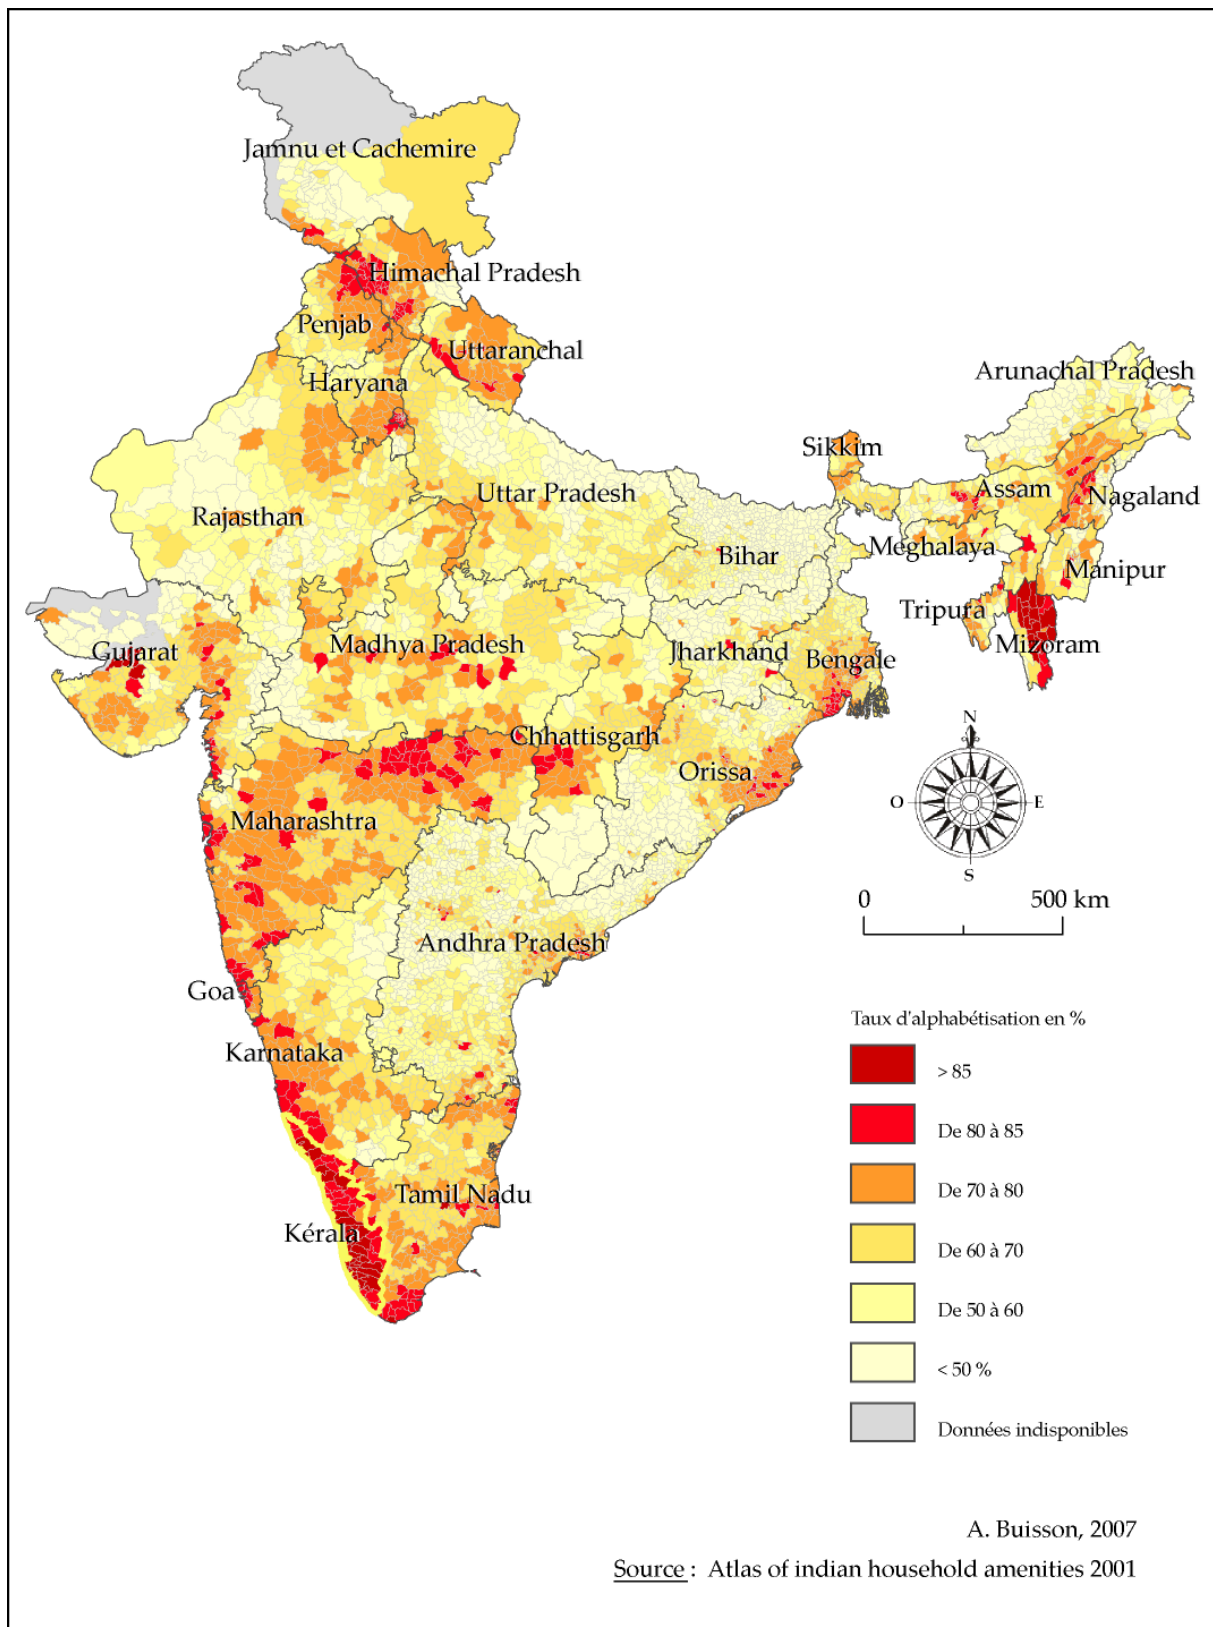 Jamnu et Cachemire
Himachal Pradesh
Penjab
Uttaranchal
Haryana
Arunachal Pradesh
Sikkim
Uttar Pradesh
Assam
Nagaland
Rajasthan
Bihar
Meghalaya
Manipur
Tripura
Gujarat
Madhya Pradesh
Jharkhand
Bengale
Mizoram
Chhattisgarh
Orissa
Maharashtra
Andhra Pradesh
Goa
Karnataka
Tamil Nadu
Kérala
N
O
E
S
0 500 km
Taux d'alphabétisation en %
> 85
De 80 à 85
De 70 à 80
De 60 à 70
De 50 à 60
< 50 %
Données indisponibles
A. Buisson, 2007
Source : Atlas of indian household amenities 2001